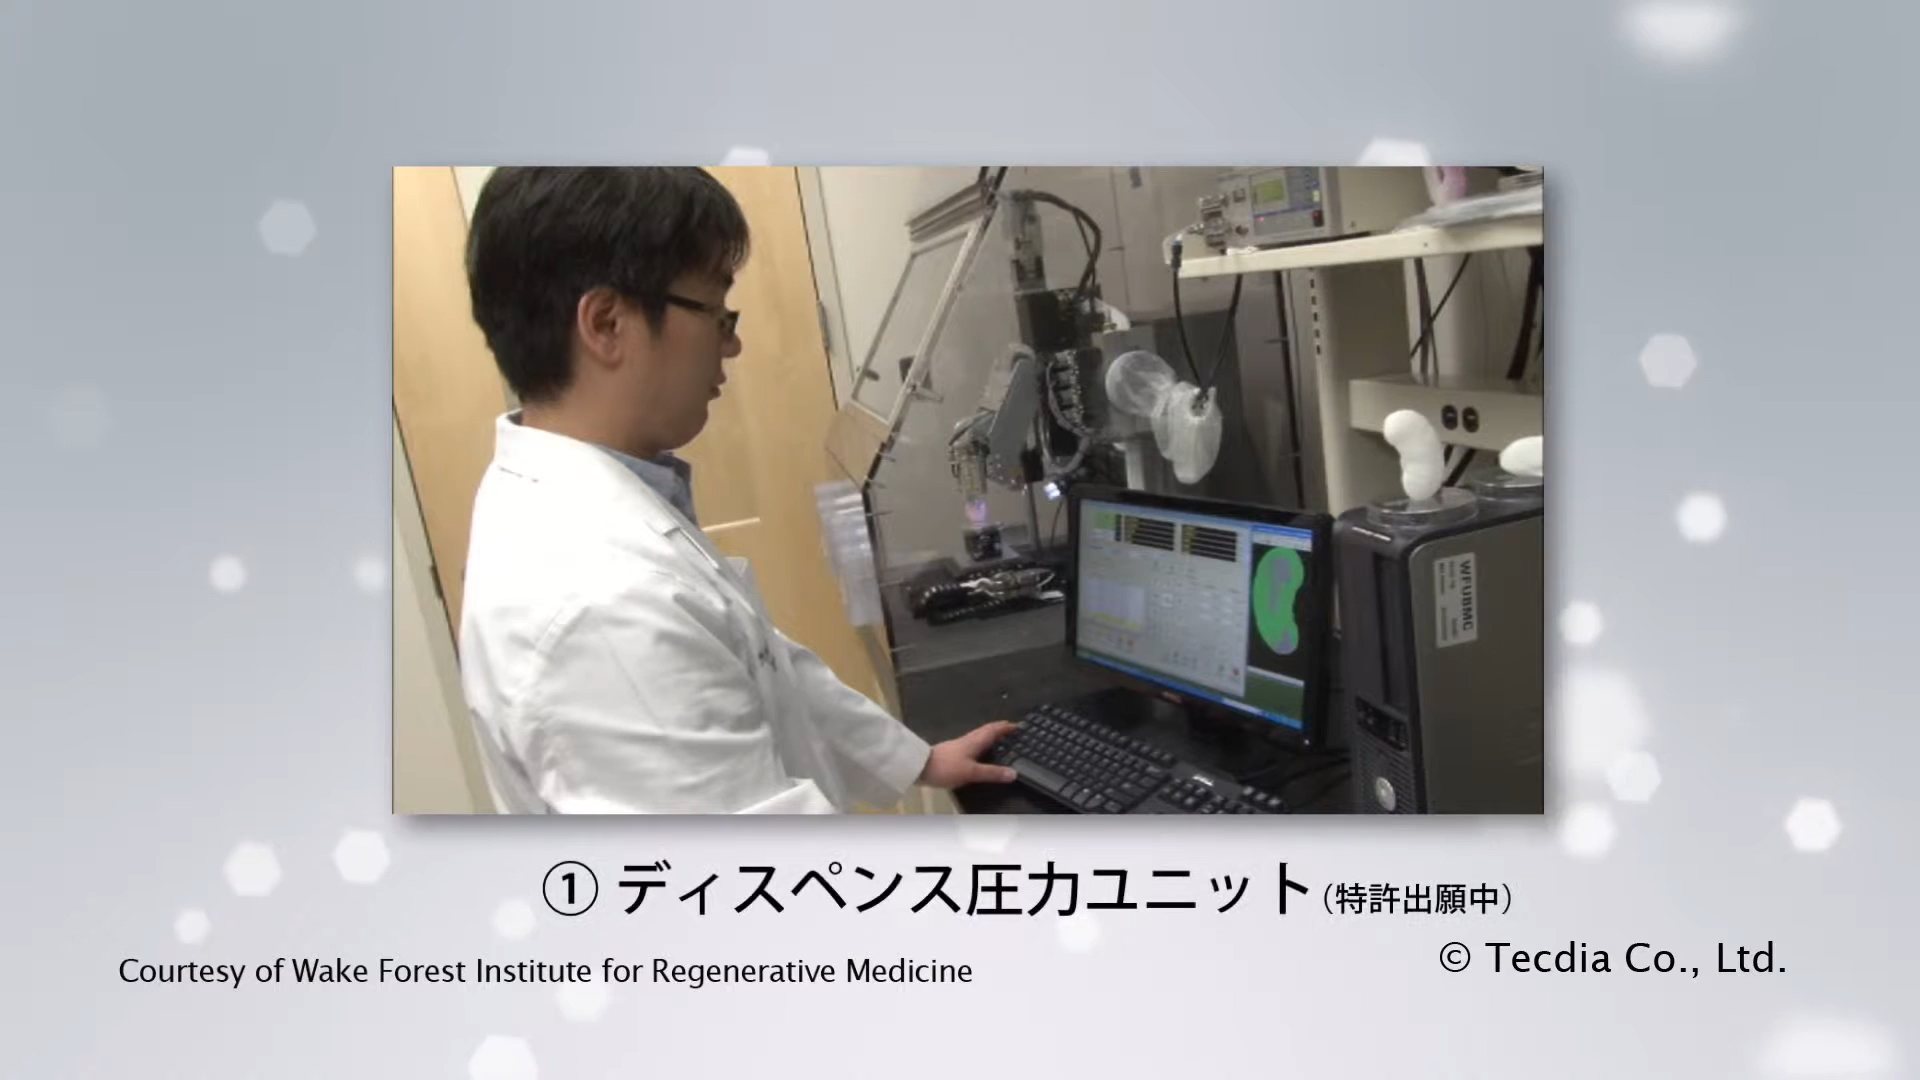 WFUBMC
① ディスペンス圧力ユニット(特許出願中)
Courtesy of Wake Forest Institute for Regenerative Medicine
© Tecdia Co., Ltd.